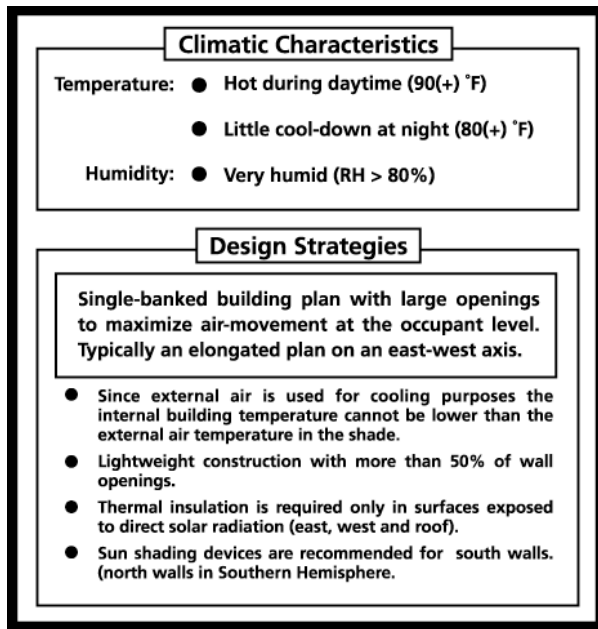 Climatic Characteristics
Temperature: ● Hot during daytime (90(+) ˚F)
● Little cool-down at night (80(+) ˚F)
Humidity: ● Very humid (RH > 80%)
Design Strategies
Single-banked building plan with large openings
to maximize air-movement at the occupant level.
Typically an elongated plan on an east-west axis.
● Since external air is used for cooling purposes the
internal building temperature cannot be lower than the
external air temperature in the shade.
● Lightweight construction with more than 50% of wall
openings.
● Thermal insulation is required only in surfaces exposed
to direct solar radiation (east, west and roof).
● Sun shading devices are recommended for south walls.
(north walls in Southern Hemisphere.